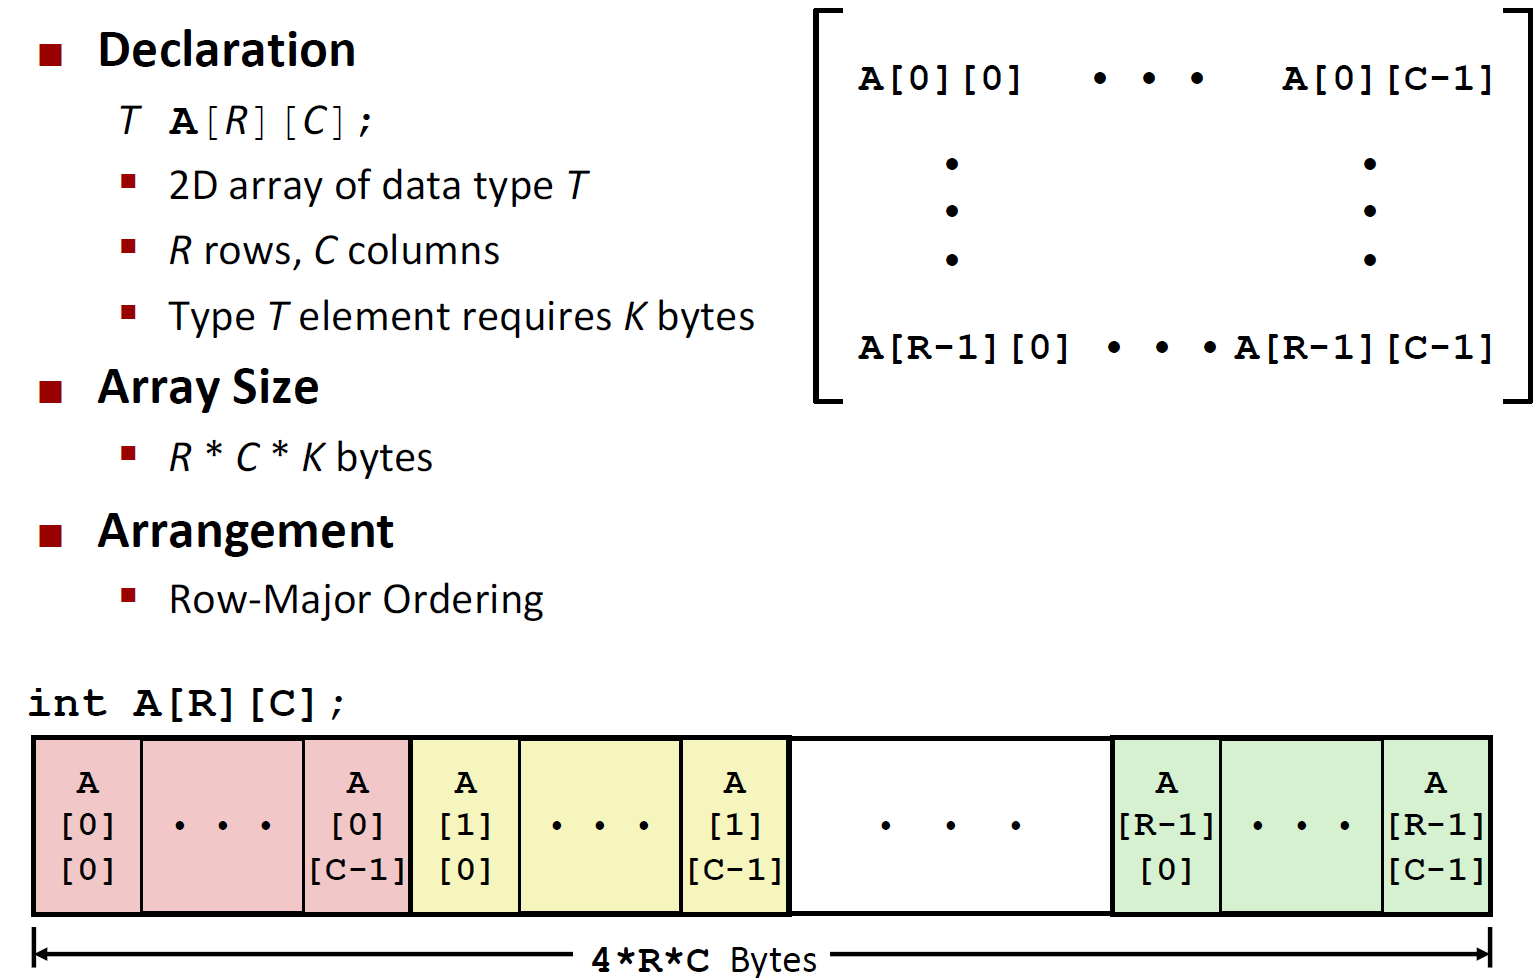 Declaration
T A[R][C];
2D array of data type T
R rows, C columns
Type T element requires K bytes
Array Size
R * C * K bytes
Arrangement
Row-Major Ordering
A[0][0] • • • A[0][C-1]
• •
• •
• •
A[R-1][0] • • • A[R-1][C-1]
int A[R][C];
A A A A A A
[0] • • • [0] [1] • • • [1] • • • [R-1] • • • [R-1]
[0] [C-1] [0] [C-1] [0] [C-1]
4*R*C Bytes